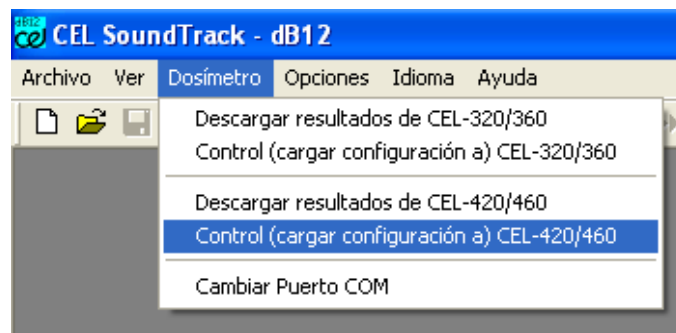 dB12
cel CEL SoundTrack - dB12
Archivo Ver Dosímetro Opciones Idioma Ayuda
Descargar resultados de CEL-320/360
Control (cargar configuración a) CEL-320/360
Descargar resultados de CEL-420/460
Control (cargar configuración a) CEL-420/460
Cambiar Puerto COM